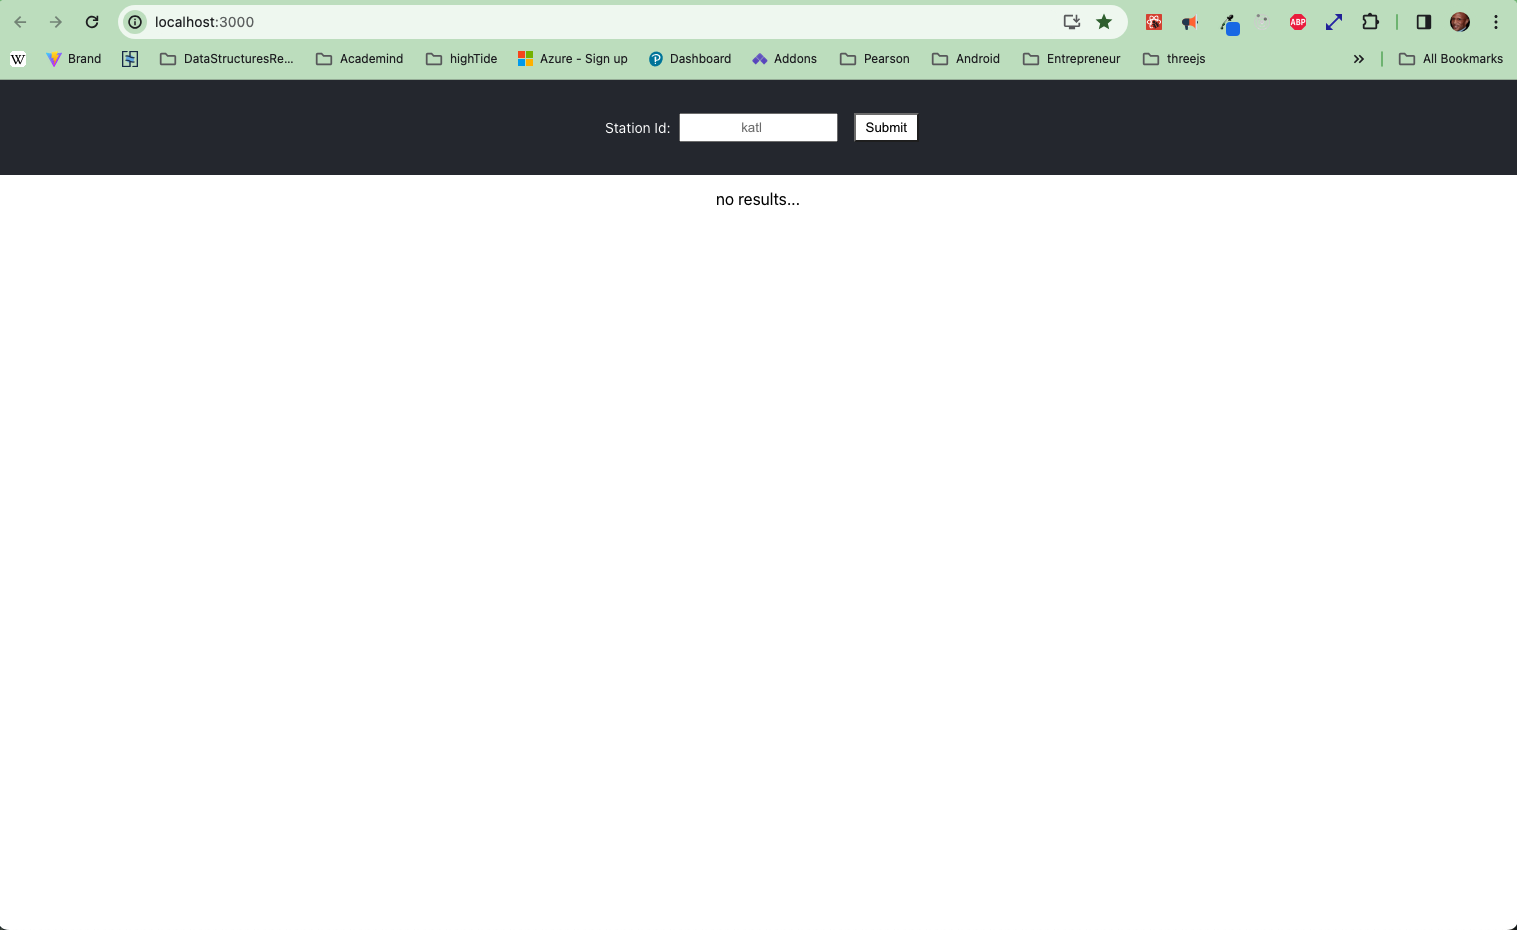 localhost:3000
ABP
W Brand DataStructuresRe... Academind highTide Azure - Sign up Dashboard Addons Pearson Android Entrepreneur threejs » All Bookmarks
Station Id: katl Submit
no results...